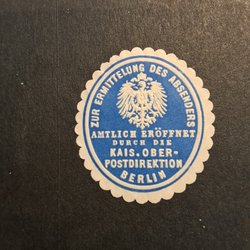 ZUR ERMITTELUNG DES ABSENDERS
AMTLICH ERÖFFNET
DURCH DIE
KAIS. OBER-
POSTDIREKTION
BERLIN